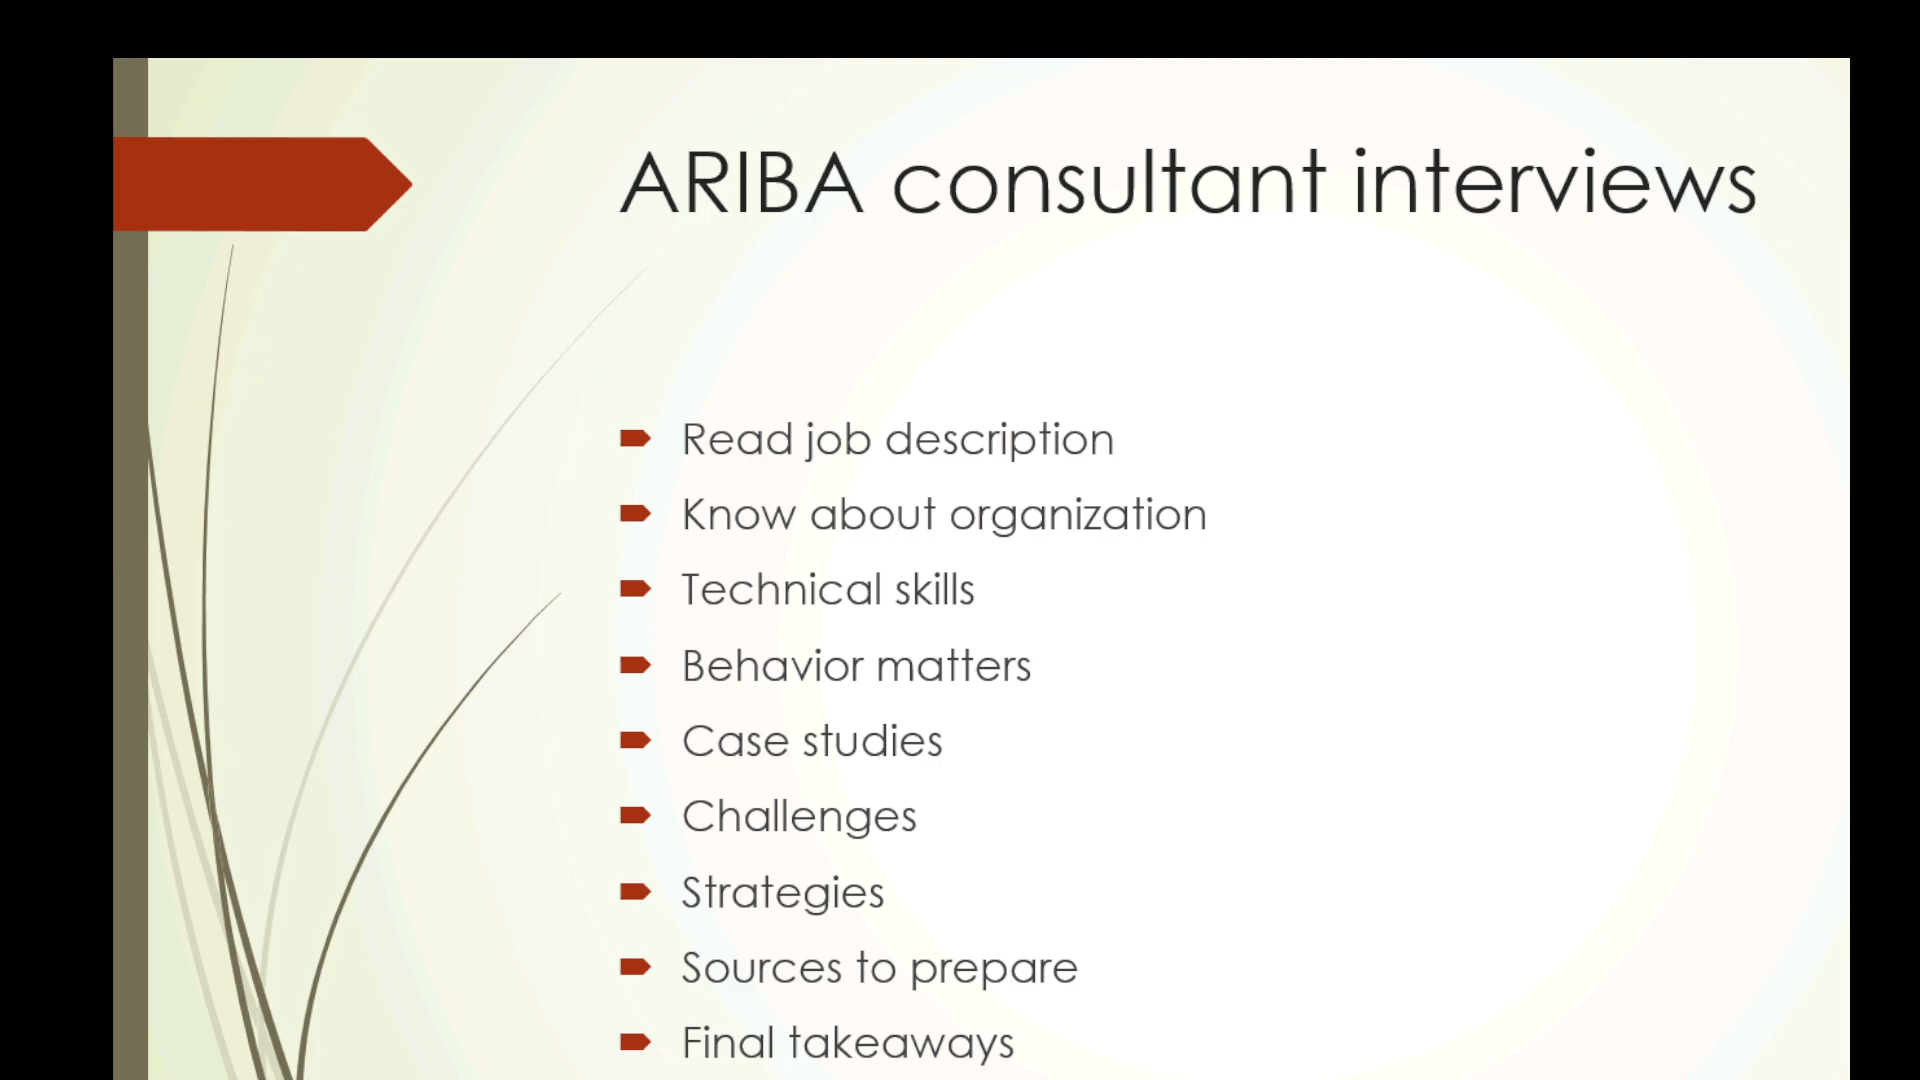 ARIBA consultant interviews
Read job description
Know about organization
Technical skills
Behavior matters
Case studies
Challenges
Strategies
Sources to prepare
Final takeaways